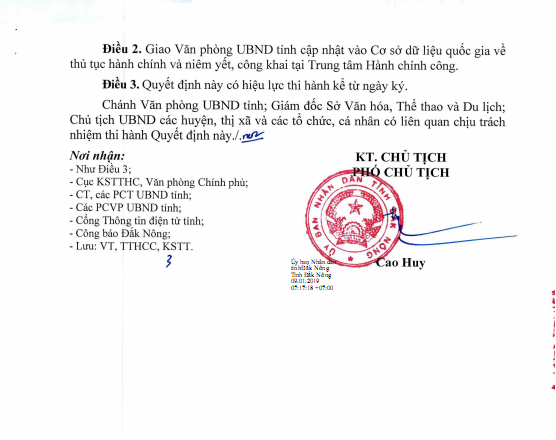 Điều 2. Giao Văn phòng UBND tỉnh cập nhật vào Cơ sở dữ liệu quốc gia về
thủ tục hành chính và niêm yết, công khai tại Trung tâm Hành chính công.
Điều 3. Quyết định này có hiệu lực thi hành kể từ ngày ký.
Chánh Văn phòng UBND tỉnh; Giám đốc Sở Văn hóa, Thể thao và Du lịch;
Chủ tịch UBND các huyện, thị xã và các tổ chức, cá nhân có liên quan chịu trách
nhiệm thi hành Quyết định này./.
Nơi nhận:
- Như Điều 3;
- Cục KSTTHC, Văn phòng Chính phủ;
- CT, các PCT UBND tỉnh;
- Các PCVP UBND tỉnh;
- Cổng Thông tin điện tử tỉnh;
- Công báo Đắk Nông;
- Lưu: VT, TTHCC, KSTT.
3
KT. CHỦ TỊCH
PHÓ CHỦ TỊCH
ỦY BAN NHÂN DÂN TỈNH ĐẮK NÔNG
Cao Huy
Ủy ban Nhân dân
tỉnh Đắk Nông
Tỉnh Đắk Nông
09.01.2019
07:17:18 +07:00